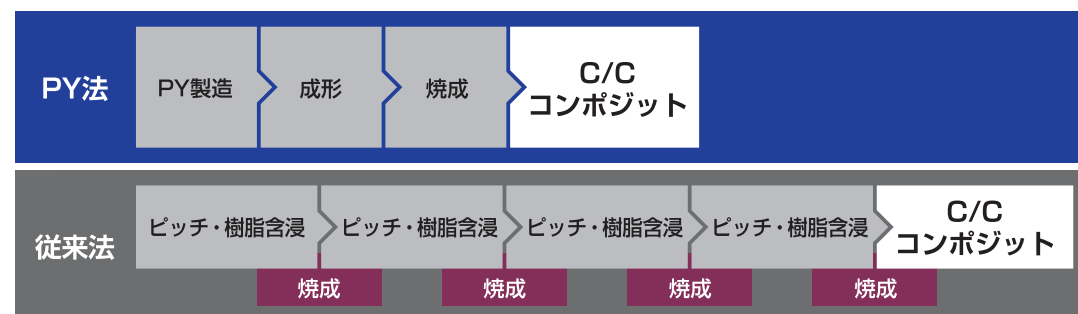 PY法
PY製造
成形
焼成
C/C
コンポジット
従来法
ピッチ・樹脂含浸
ピッチ・樹脂含浸
ピッチ・樹脂含浸
ピッチ・樹脂含浸
C/C
コンポジット
焼成
焼成
焼成
焼成